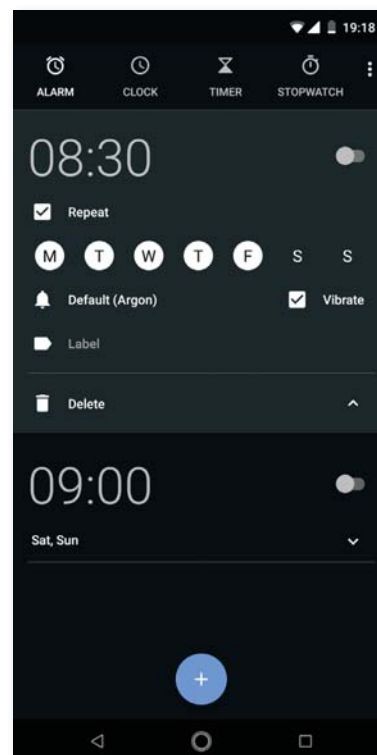 19:18
ALARM CLOCK TIMER STOPWATCH
08:30
Repeat
M T W T F S S
Default (Argon) Vibrate
Label
Delete
09:00
Sat, Sun
+